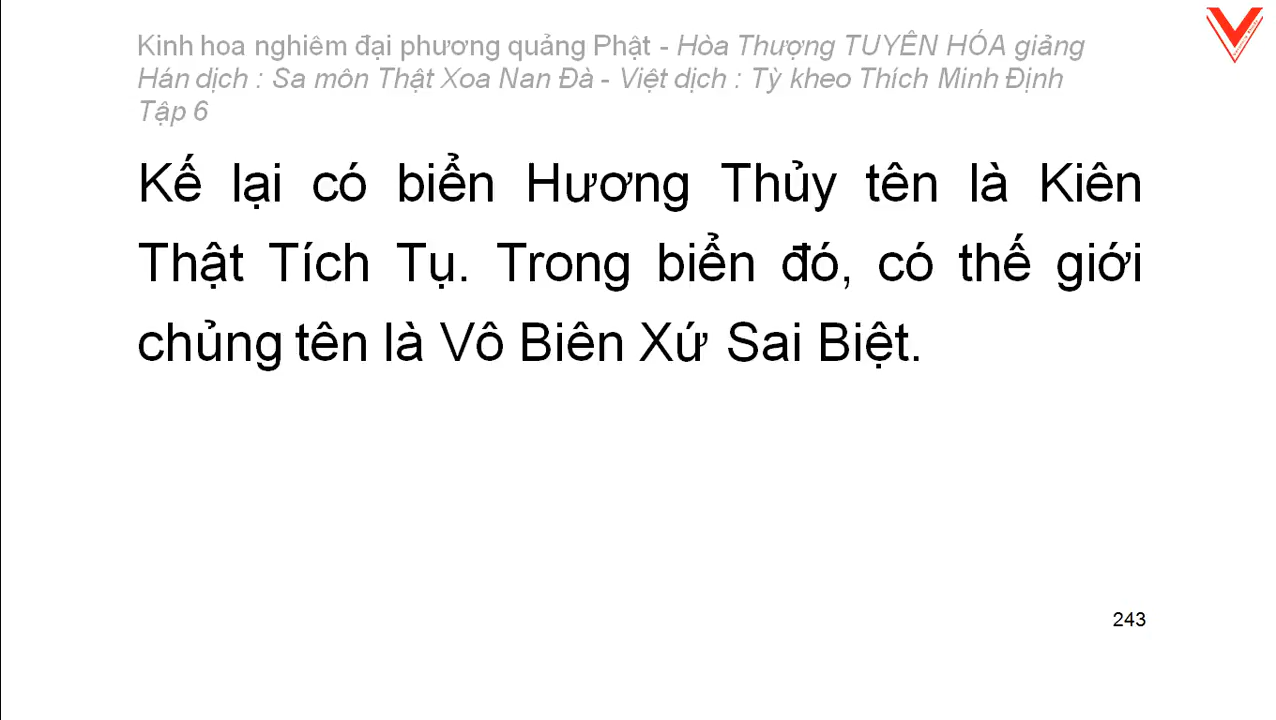 Kinh hoa nghiêm đại phương quảng Phật - Hòa Thượng TUYÊN HÓA giảng
Hán dịch : Sa môn Thật Xoa Nan Đà - Việt dịch : Tỳ kheo Thích Minh Định
Tập 6
Kế lại có biển Hương Thủy tên là Kiên
Thật Tích Tụ. Trong biển đó, có thế giới
chủng tên là Vô Biên Xứ Sai Biệt.
243